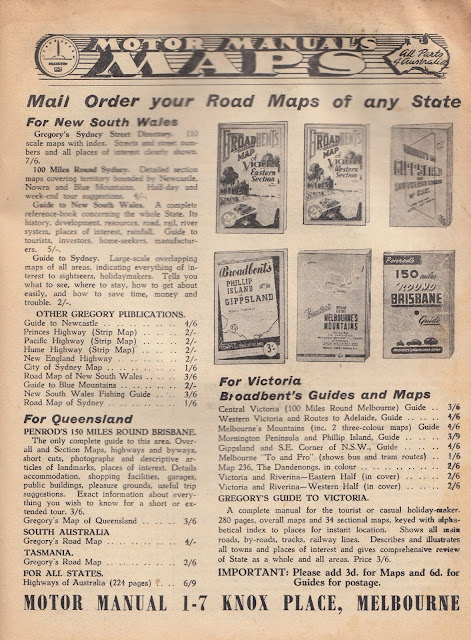 MOTOR MANUAL'S
MAPS
All Parts
of Australia
Mail Order your Road Maps of any State
For New South Wales
Gregory's Sydney Street Directory. 150
scale maps with index. Streets and street num-
bers and all places of interest clearly shown.
7/6.
100 Miles Round Sydney. Detailed section
maps covering territory bounded by Newcastle,
Nowra and Blue Mountains. Half-day and
week-end tour suggestions. 4/-.
Guide to New South Wales. A complete
reference-book concerning the whole State. Its
history, development, resources, road, rail, river
system, places of interest, rainfall. Guide to
tourists, investors, home-seekers, manufactur-
ers. 5/-.
Guide to Sydney. Large-scale overlapping
maps of all areas, indicating everything of in-
terest to sightseers, holidaymakers. Tells you
what to see, where to stay, how to get about
easily, and how to save time, money and
trouble. 2/-.
OTHER GREGORY PUBLICATIONS.
Guide to Newcastle .. .. .. .. .. .. 4/6
Princes Highway (Strip Map) .. .. .. 2/-
Pacific Highway (Strip Map) .. .. .. 2/-
Hume Highway (Strip Map) .. .. .. 2/-
New England Highway .. .. .. .. .. 2/-
City of Sydney Map .. .. .. .. .. .. 1/6
Road Map of New South Wales .. .. .. 3/6
Guide to Blue Mountains .. .. .. .. .. 2/-
New South Wales Fishing Guide .. .. 3/6
Road Map of Sydney .. .. .. .. .. .. 1/6
For Queensland
PENROD'S 150 MILES ROUND BRISBANE.
The only complete guide to this area. Over-
all and Section Maps, highways and byways,
short cuts, photographs and descriptive ar-
ticles of landmarks, places of interest. Details
accommodation, shopping facilities, garages,
public buildings, pleasure grounds, useful trip
suggestions. Exact information about every-
thing you wish to know for a short or ex-
tended tour. 3/6.
Gregory's Map of Queensland .. .. .. 3/6
SOUTH AUSTRALIA
Gregory's Road Map .. .. .. .. .. .. 4/-
TASMANIA.
Gregory's Road Map .. .. .. .. .. .. 2/6
FOR ALL STATES.
Highways of Australia (224 pages) .. .. 6/9
BROADBENT'S
MAP
of
Victoria
Eastern
Section
BROADBENTS
MAP
of
Victoria
Western
Section
GIPPSLAND
Broadbent's
PHILLIP
ISLAND
and
GIPPSLAND
3/-
Broadbent's
MELBOURNE'S
MOUNTAINS
Penrod's
150 miles
'ROUND
BRISBANE
Guide
For Victoria
Broadbent's Guides and Maps
Central Victoria (100 Miles Round Melbourne) Guide .. 3/6
Western Victoria and Routes to Adelaide, Guide .. .. 4/6
Melbourne's Mountains (inc. 2 three-colour maps) Guide 4/6
Mornington Peninsula and Phillip Island, Guide .. .. 3/9
Gippsland and S.E. Corner of N.S.W., Guide .. .. .. 4/6
Melbourne "To and Fro" (shows bus and tram routes) .. 1/6
Map 236, The Dandenongs, in colour .. .. .. .. .. 2/6
Victoria and Riverina—Eastern Half (in cover) .. .. 2/6
Victoria and Riverina—Western Half (in cover) .. .. 2/6
GREGORY'S GUIDE TO VICTORIA.
A complete manual for the tourist or casual holiday-maker.
280 pages, overall maps and 34 sectional maps, keyed with alpha-
betical index to places for instant location. Shows all main
roads, by-roads, tracks, railway lines. Describes and illustrates
all towns and places of interest and gives comprehensive review
of State as a whole and all areas. Price 3/6.
IMPORTANT: Please add 3d. for Maps and 6d. for
Guides for postage.
MOTOR MANUAL 1-7 KNOX PLACE, MELBOURNE